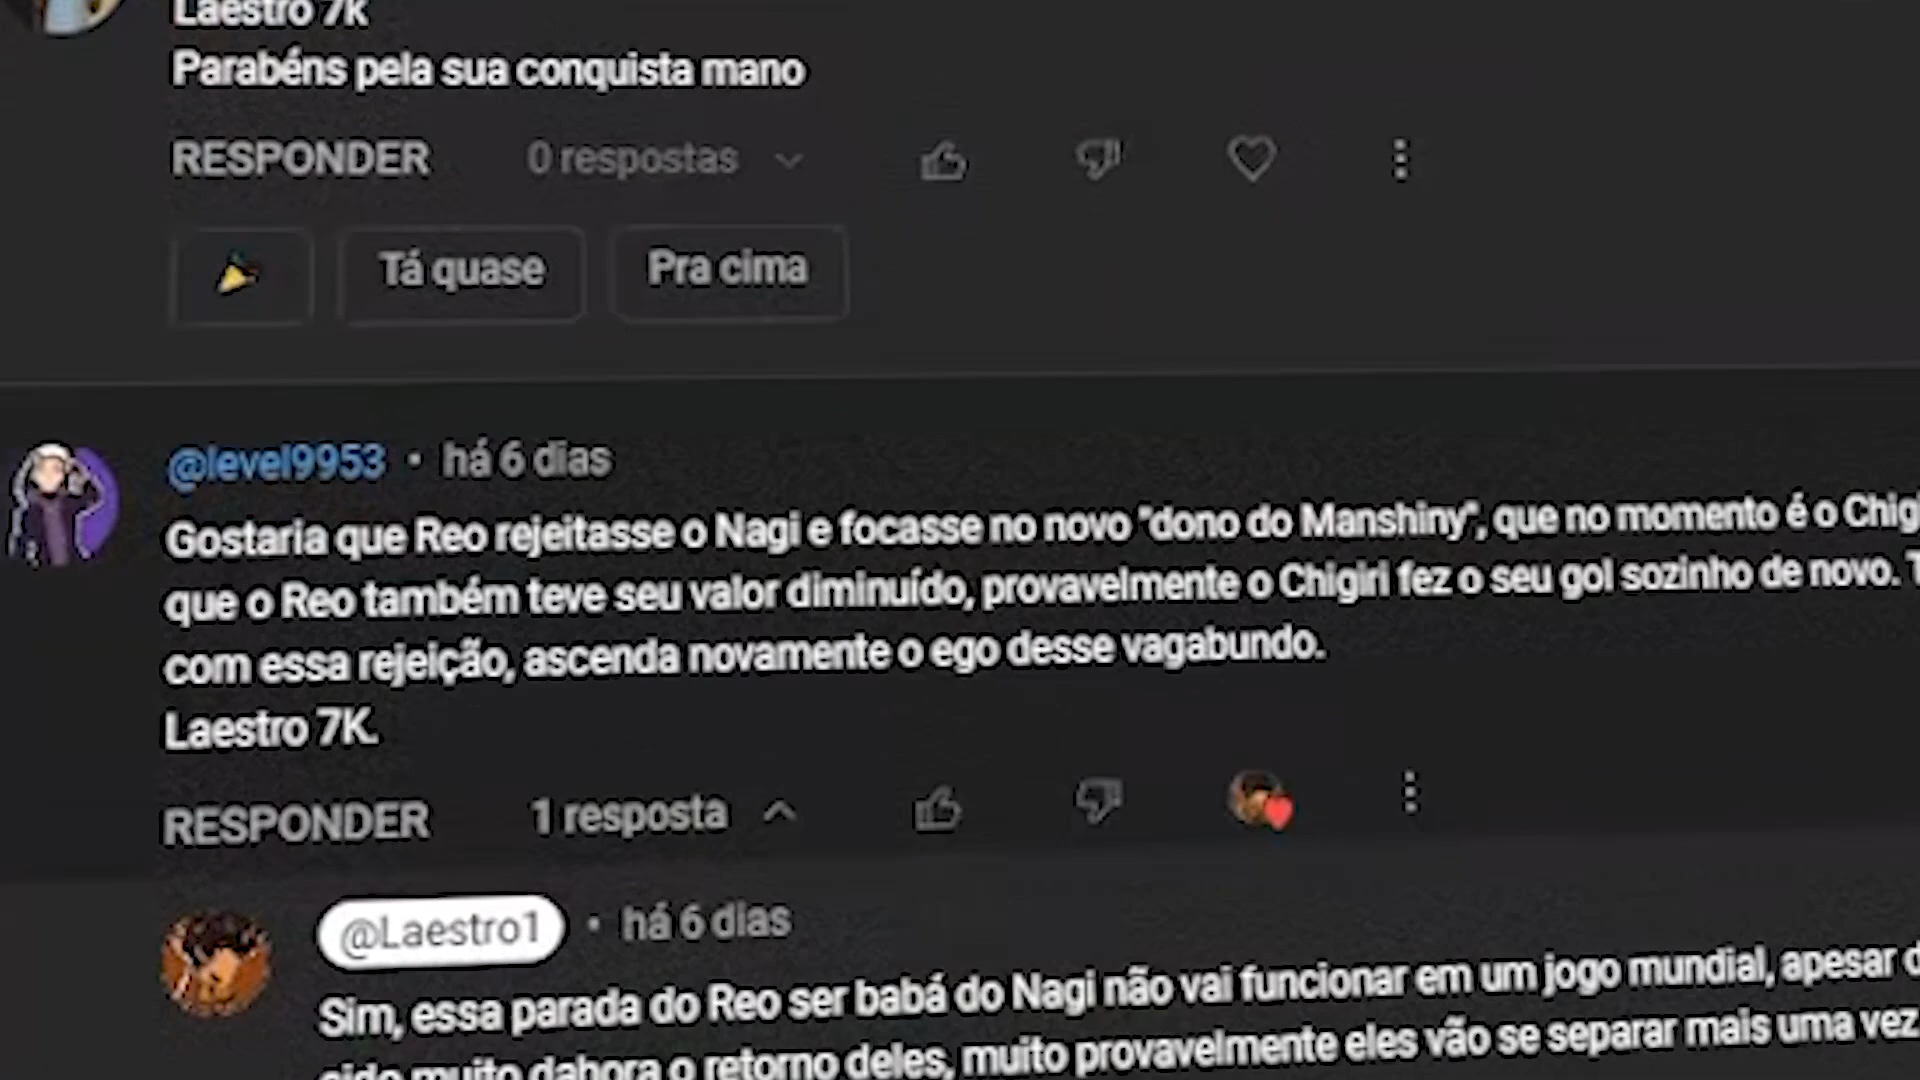 Laestro 7k
Parabéns pela sua conquista mano
RESPONDER 0 respostas
Tá quase Pra cima
@level9953 • há 6 dias
Gostaria que Reo rejeitasse o Nagi e focasse no novo "dono do Manshiny", que no momento é o
que o Reo também teve seu valor diminuído, provavelmente o Chigiri fez o seu gol sozinho de novo.
com essa rejeição, ascenda novamente o ego desse vagabundo.
Laestro 7K.
RESPONDER 1 resposta
@Laestro1 • há 6 dias
Sim, essa parada do Reo ser babá do Nagi não vai funcionar em um jogo mundial, apesar
sido muito dahora o retorno deles, muito provavelmente eles vão se separar mais uma vez